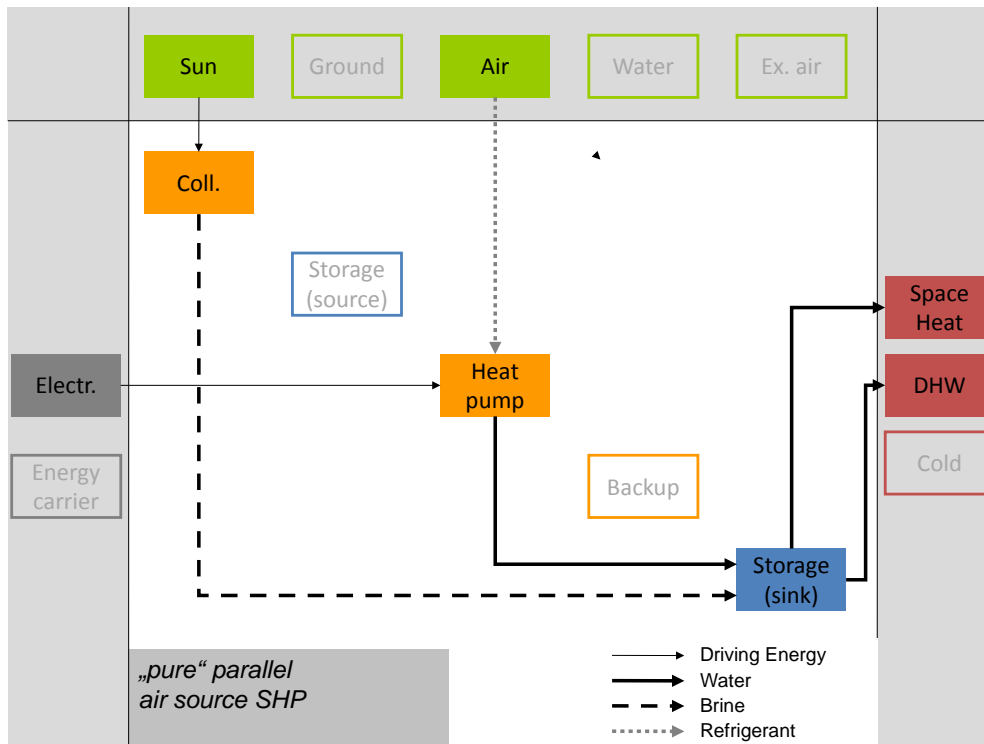 Sun
Ground
Air
Water
Ex. air
Coll.
Storage
(source)
Space
Heat
Electr.
Heat
pump
DHW
Energy
carrier
Backup
Cold
Storage
(sink)
„pure“ parallel
air source SHP
Driving Energy
Water
Brine
Refrigerant